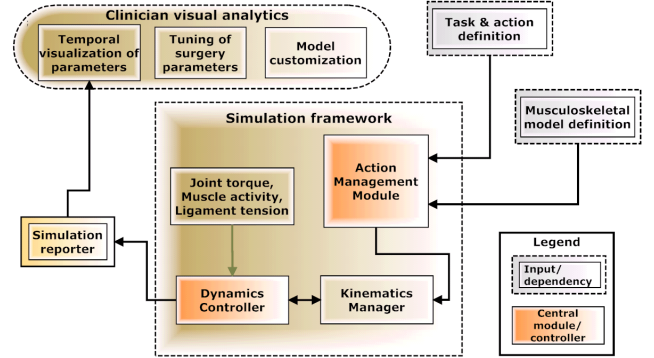 Clinician visual analytics
Temporal
visualization of
parameters
Tuning of
surgery
parameters
Model
customization
Task & action
definition
Musculoskeletal
model definition
Simulation framework
Joint torque,
Muscle activity,
Ligament tension
Action
Management
Module
Simulation
reporter
Dynamics
Controller
Kinematics
Manager
Legend
Input/
dependency
Central
module/
controller